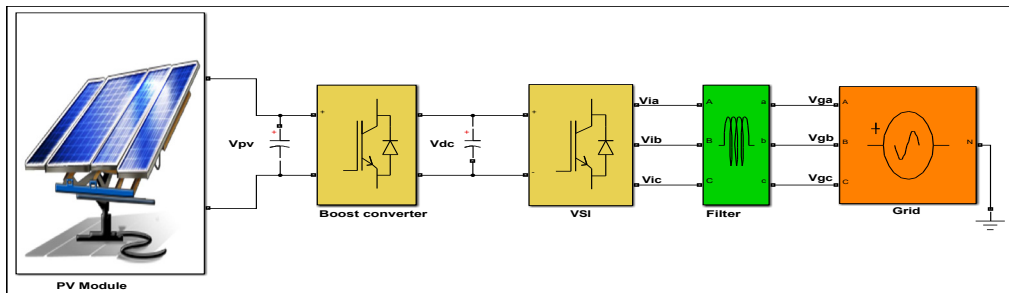 Vpv
Vdc
Via
Vib
Vic
Vga
Vgb
Vgc
+
+
+
+
-
+
-
A
B
C
a
b
c
A
B
C
+
N
Boost converter
VSI
Filter
Grid
PV Module